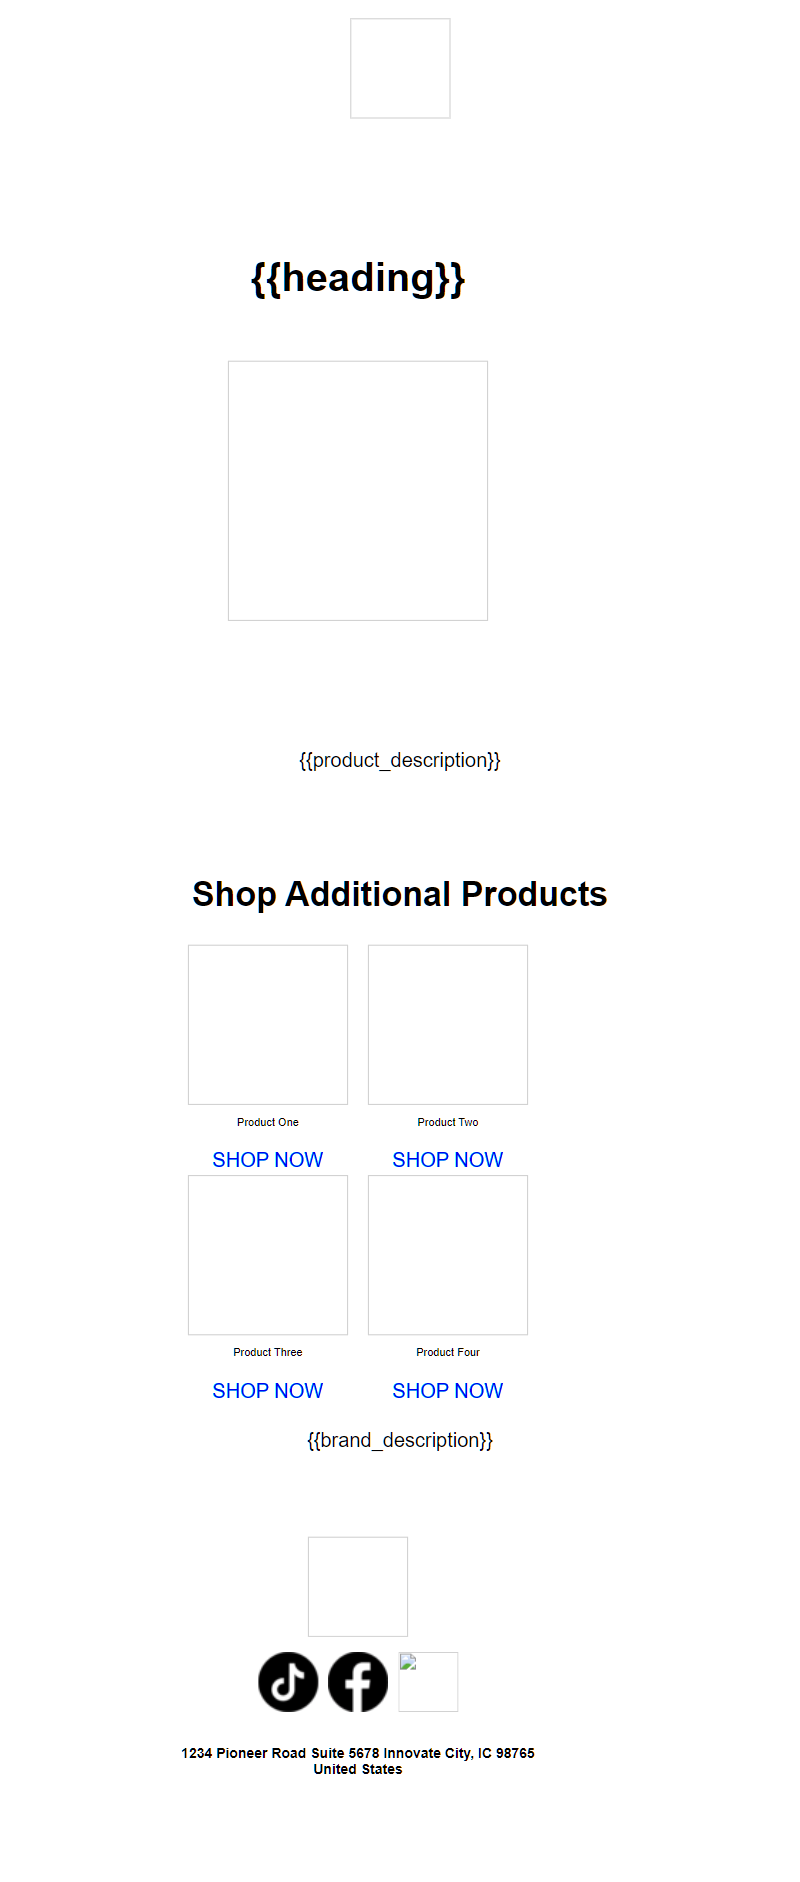 {{heading}}
{{product_description}}
Shop Additional Products
Product One
Product Two
SHOP NOW
SHOP NOW
Product Three
Product Four
SHOP NOW
SHOP NOW
{{brand_description}}
1234 Pioneer Road Suite 5678 Innovate City, IC 98765
United States